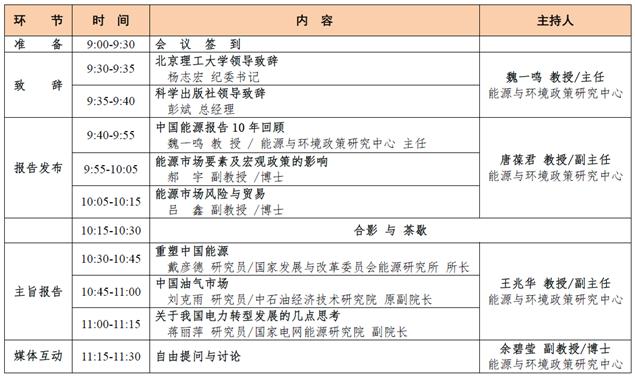 环 节 时 间 内 容 主持人
准 备 9:00-9:30 会 议 签 到
致 辞 9:30-9:35 北京理工大学领导致辞
杨志宏 纪委书记
9:35-9:40 科学出版社领导致辞
彭斌 总经理
魏一鸣 教授/主任
能源与环境政策研究中心
报告发布 9:40-9:55 中国能源报告10年回顾
魏一鸣 教 授 / 能源与环境政策研究中心 主任
9:55-10:05 能源市场要素及宏观政策的影响
郝 宇 副教授 /博士
10:05-10:15 能源市场风险与贸易
吕 鑫 副教授 /博士
唐葆君 教授/副主任
能源与环境政策研究中心
10:15-10:30 合影 与 茶歇
主旨报告 10:30-10:45 重塑中国能源
戴彦德 研究员/国家发展与改革委员会能源研究所 所长
10:45-11:00 中国油气市场
刘克雨 研究员/中石油经济技术研究院 原副院长
11:00-11:15 关于我国电力转型发展的几点思考
蒋丽萍 研究员/国家电网能源研究院 副院长
王兆华 教授/副主任
能源与环境政策研究中心
媒体互动 11:15-11:30 自由提问与讨论
余碧莹 副教授/博士
能源与环境政策研究中心